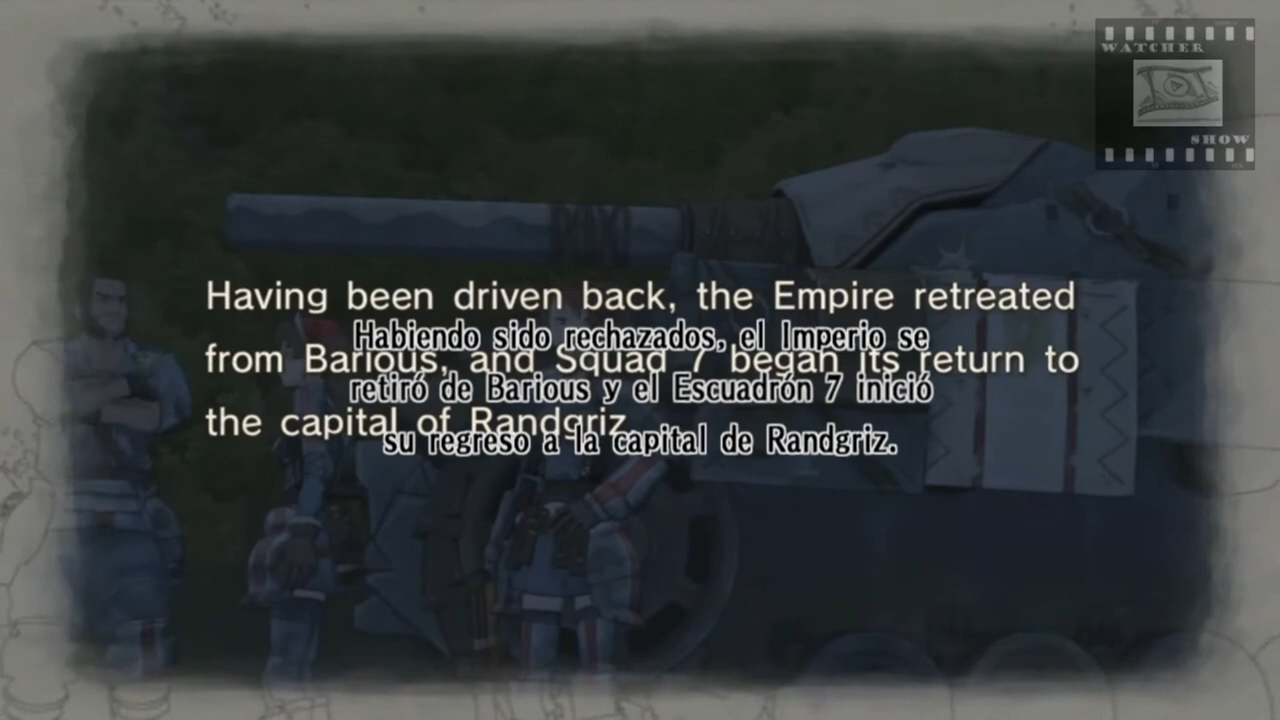 WATCHER
SHOW
Having been driven back, the Empire retreated
from Barious, and Squad 7 began its return to
the capital of Randgriz.
Habiendo sido rechazados, el Imperio se
retiró de Barious y el Escuadrón 7 inició
su regreso a la capital de Randgriz.